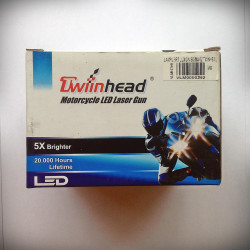 Twinhead®
Motorcycle LED Laser Gun
5X Brighter
20.000 Hours
Lifetime
LED